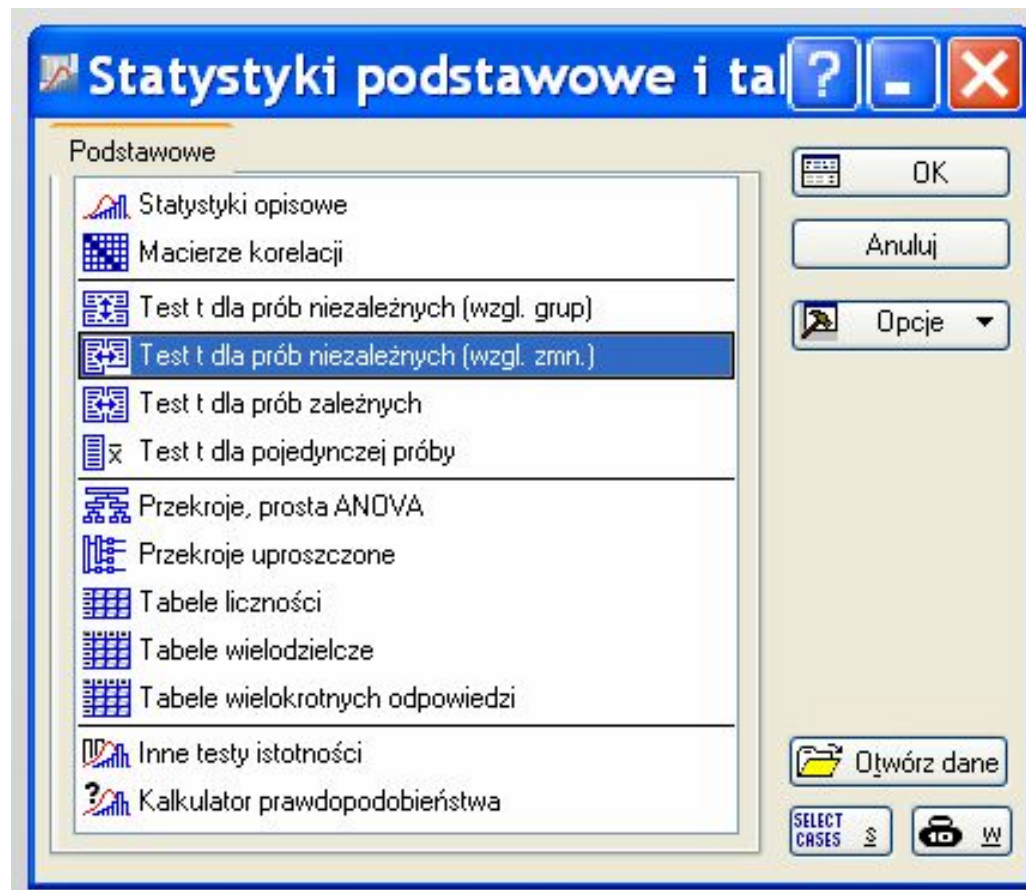 Statystyki podstawowe i tal
Podstawowe
Statystyki opisowe
Macierze korelacji
Test t dla prób niezależnych (wzgl. grup)
Test t dla prób niezależnych (wzgl. zmn.)
Test t dla prób zależnych
Test t dla pojedynczej próby
Przekroje, prosta ANOVA
Przekroje uproszczone
Tabele liczności
Tabele wielodzielcze
Tabele wielokrotnych odpowiedzi
Inne testy istotności
Kalkulator prawdopodobieństwa
OK
Anuluj
Opcje
Otwórz dane
SELECT CASES S
W